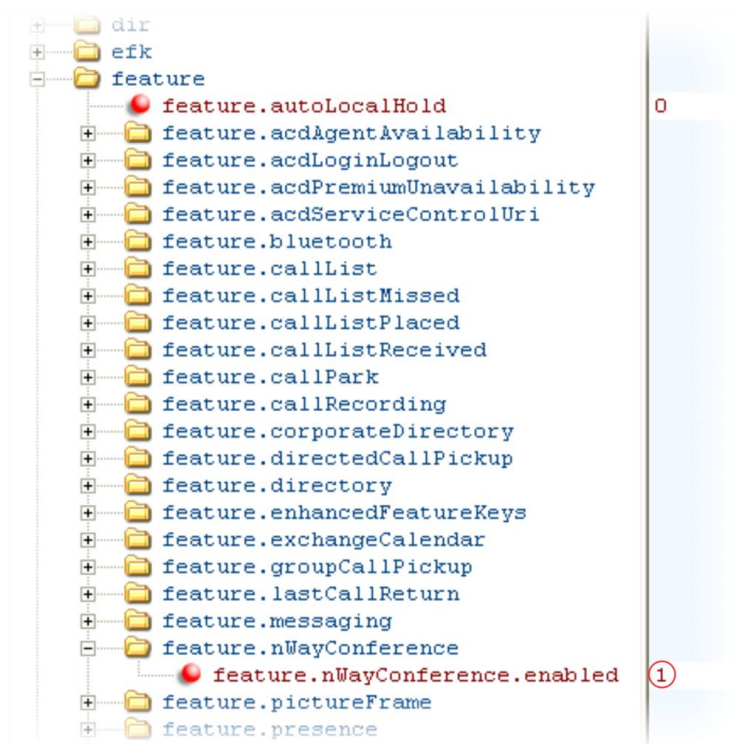 dir
efk
feature
feature.autoLocalHold 0
feature.acdAgentAvailability
feature.acdLoginLogout
feature.acdPremiumUnavailability
feature.acdServiceControlUri
feature.bluetooth
feature.callList
feature.callListMissed
feature.callListPlaced
feature.callListReceived
feature.callPark
feature.callRecording
feature.corporateDirectory
feature.directedCallPickup
feature.directory
feature.enhancedFeatureKeys
feature.exchangeCalendar
feature.groupCallPickup
feature.lastCallReturn
feature.messaging
feature.nWayConference
feature.nWayConference.enabled 1
feature.pictureFrame
feature.presence